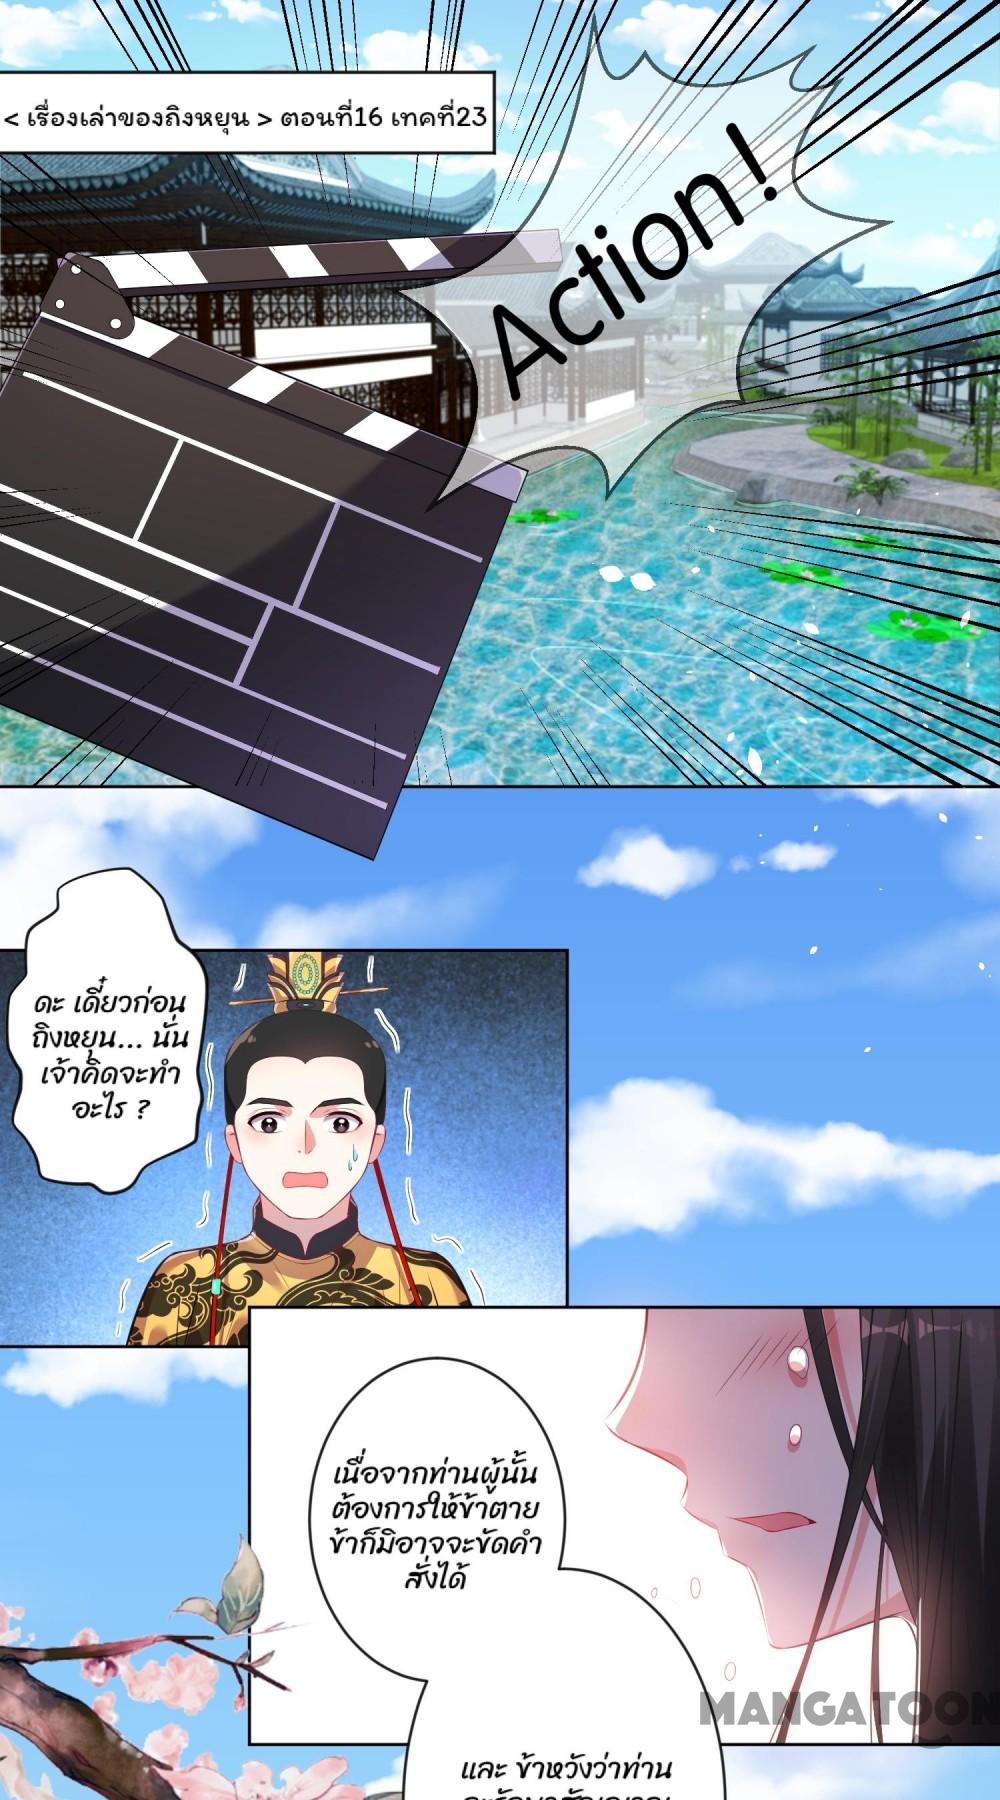 < เรื่องเล่าของถิงหยุน > ตอนที่16 เทคที่23
Action!
ดะ เดี๋ยวก่อน
ถิงหยุน... นั่น
เจ้าคิดจะทำ
อะไร ?
เนื่อจากท่านผู้นั้น
ต้องการให้ข้าตาย
ข้าก็มิอาจจะขัดคำ
สั่งได้
MANGATOON
และ ข้าหวังว่าท่าน